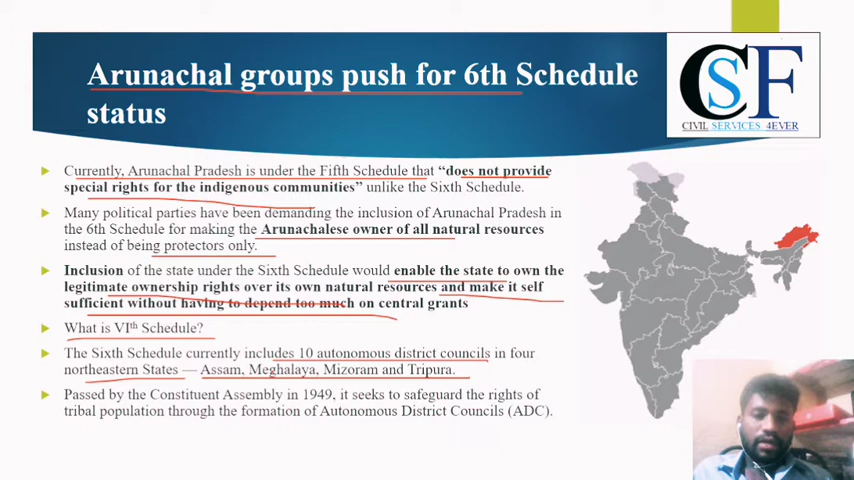 Arunachal groups push for 6th Schedule
status
CSF
CIVIL SERVICES 4EVER
Currently, Arunachal Pradesh is under the Fifth Schedule that “does not provide
special rights for the indigenous communities” unlike the Sixth Schedule.
Many political parties have been demanding the inclusion of Arunachal Pradesh in
the 6th Schedule for making the Arunachalese owner of all natural resources
instead of being protectors only.
Inclusion of the state under the Sixth Schedule would enable the state to own the
legitimate ownership rights over its own natural resources and make it self
sufficient without having to depend too much on central grants
What is VIth Schedule?
The Sixth Schedule currently includes 10 autonomous district councils in four
northeastern States — Assam, Meghalaya, Mizoram and Tripura.
Passed by the Constituent Assembly in 1949, it seeks to safeguard the rights of
tribal population through the formation of Autonomous District Councils (ADC).